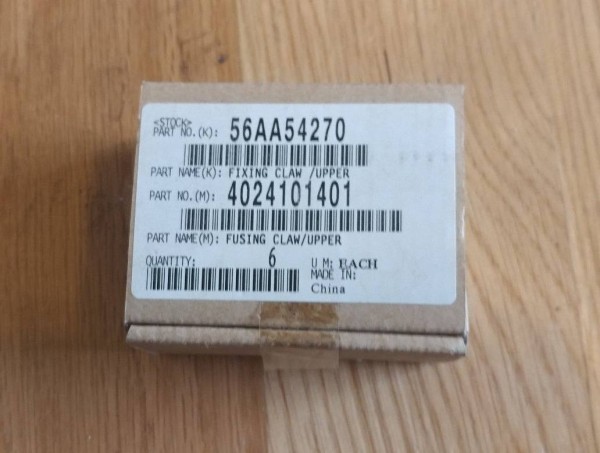 <STOCK>
PART NO.(K): 56AA54270
PART NAME(K): FIXING CLAW /UPPER
PART NO.(M): 4024101401
PART NAME(M): FUSING CLAW/UPPER
QUANTITY: 6 U M: EACH
MADE IN:
China